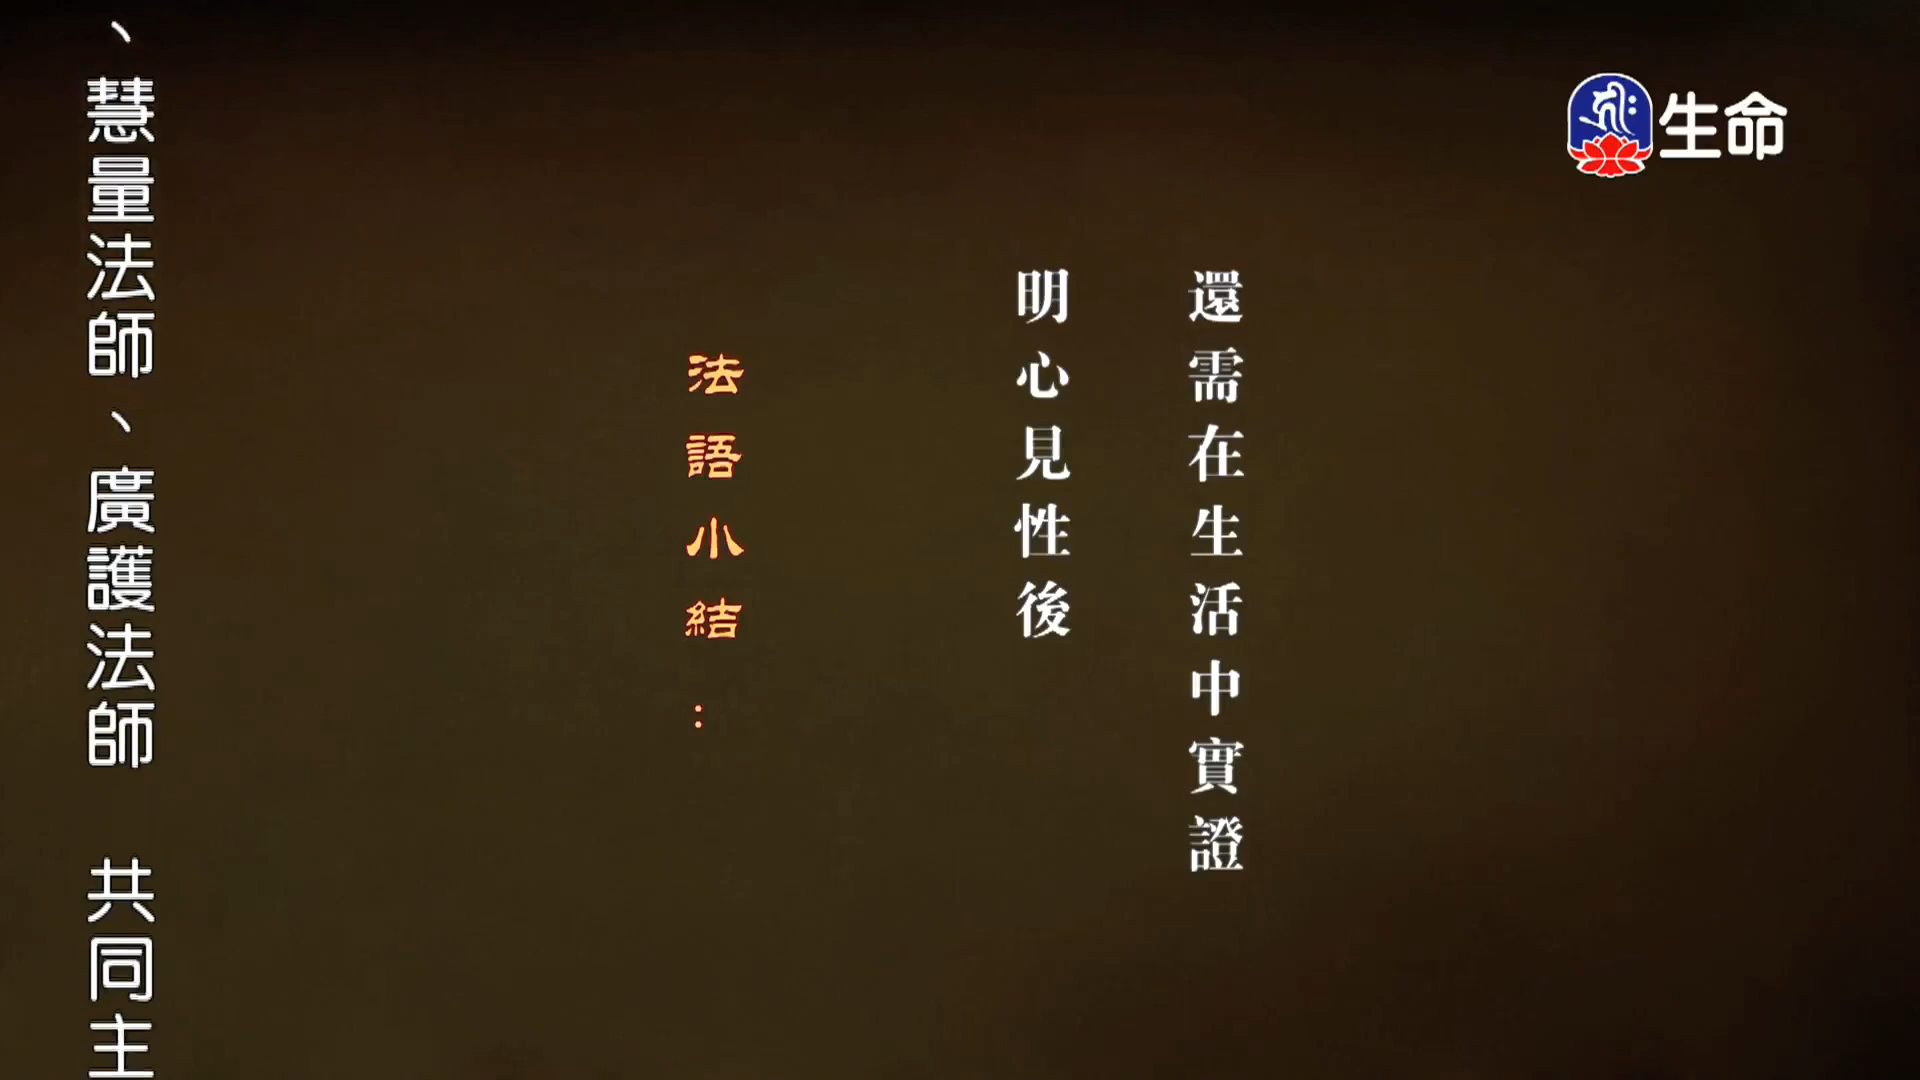 生命
法語小結：
明心見性後
還需在生活中實證
、慧量法師、廣護法師　共同主